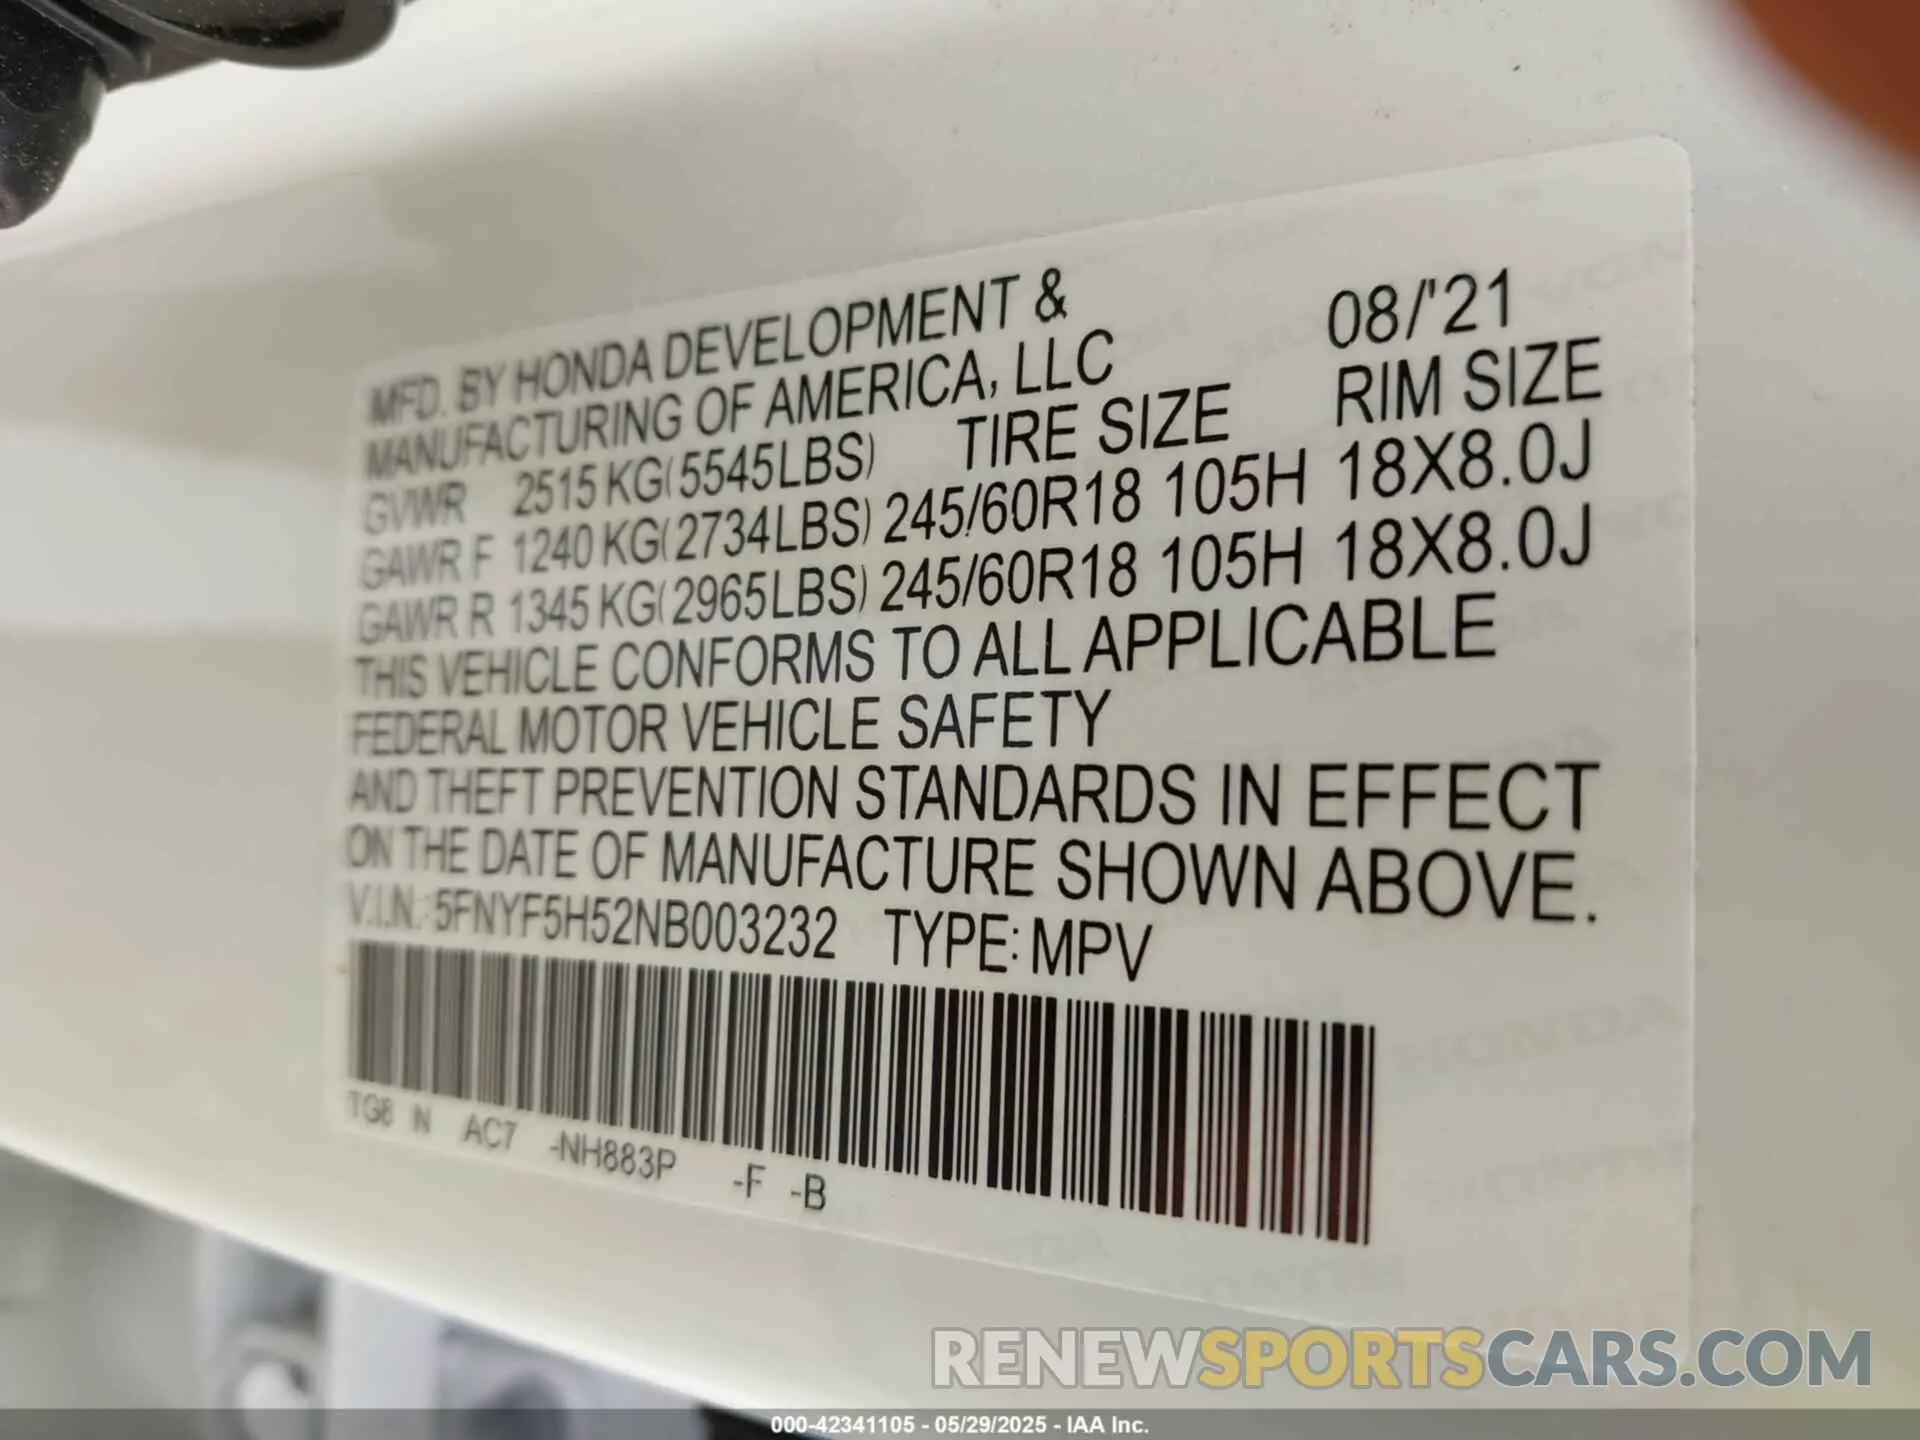 MFD. BY HONDA DEVELOPMENT & 08/'21
MANUFACTURING OF AMERICA, LLC
TIRE SIZE RIM SIZE
GVWR 2515 KG(5545LBS)
GAWR F 1240 KG(2734LBS) 245/60R18 105H 18X8.0J
GAWR R 1345 KG(2965LBS) 245/60R18 105H 18X8.0J
THIS VEHICLE CONFORMS TO ALL APPLICABLE
FEDERAL MOTOR VEHICLE SAFETY
AND THEFT PREVENTION STANDARDS IN EFFECT
ON THE DATE OF MANUFACTURE SHOWN ABOVE.
V.I.N.: 5FNYF5H52NB003232 TYPE: MPV
TG8 N AC7 -NH883P -F -B
HONDA
RENEWSPORTSCARS.COM
000-42341105 - 05/29/2025 - IAA Inc.